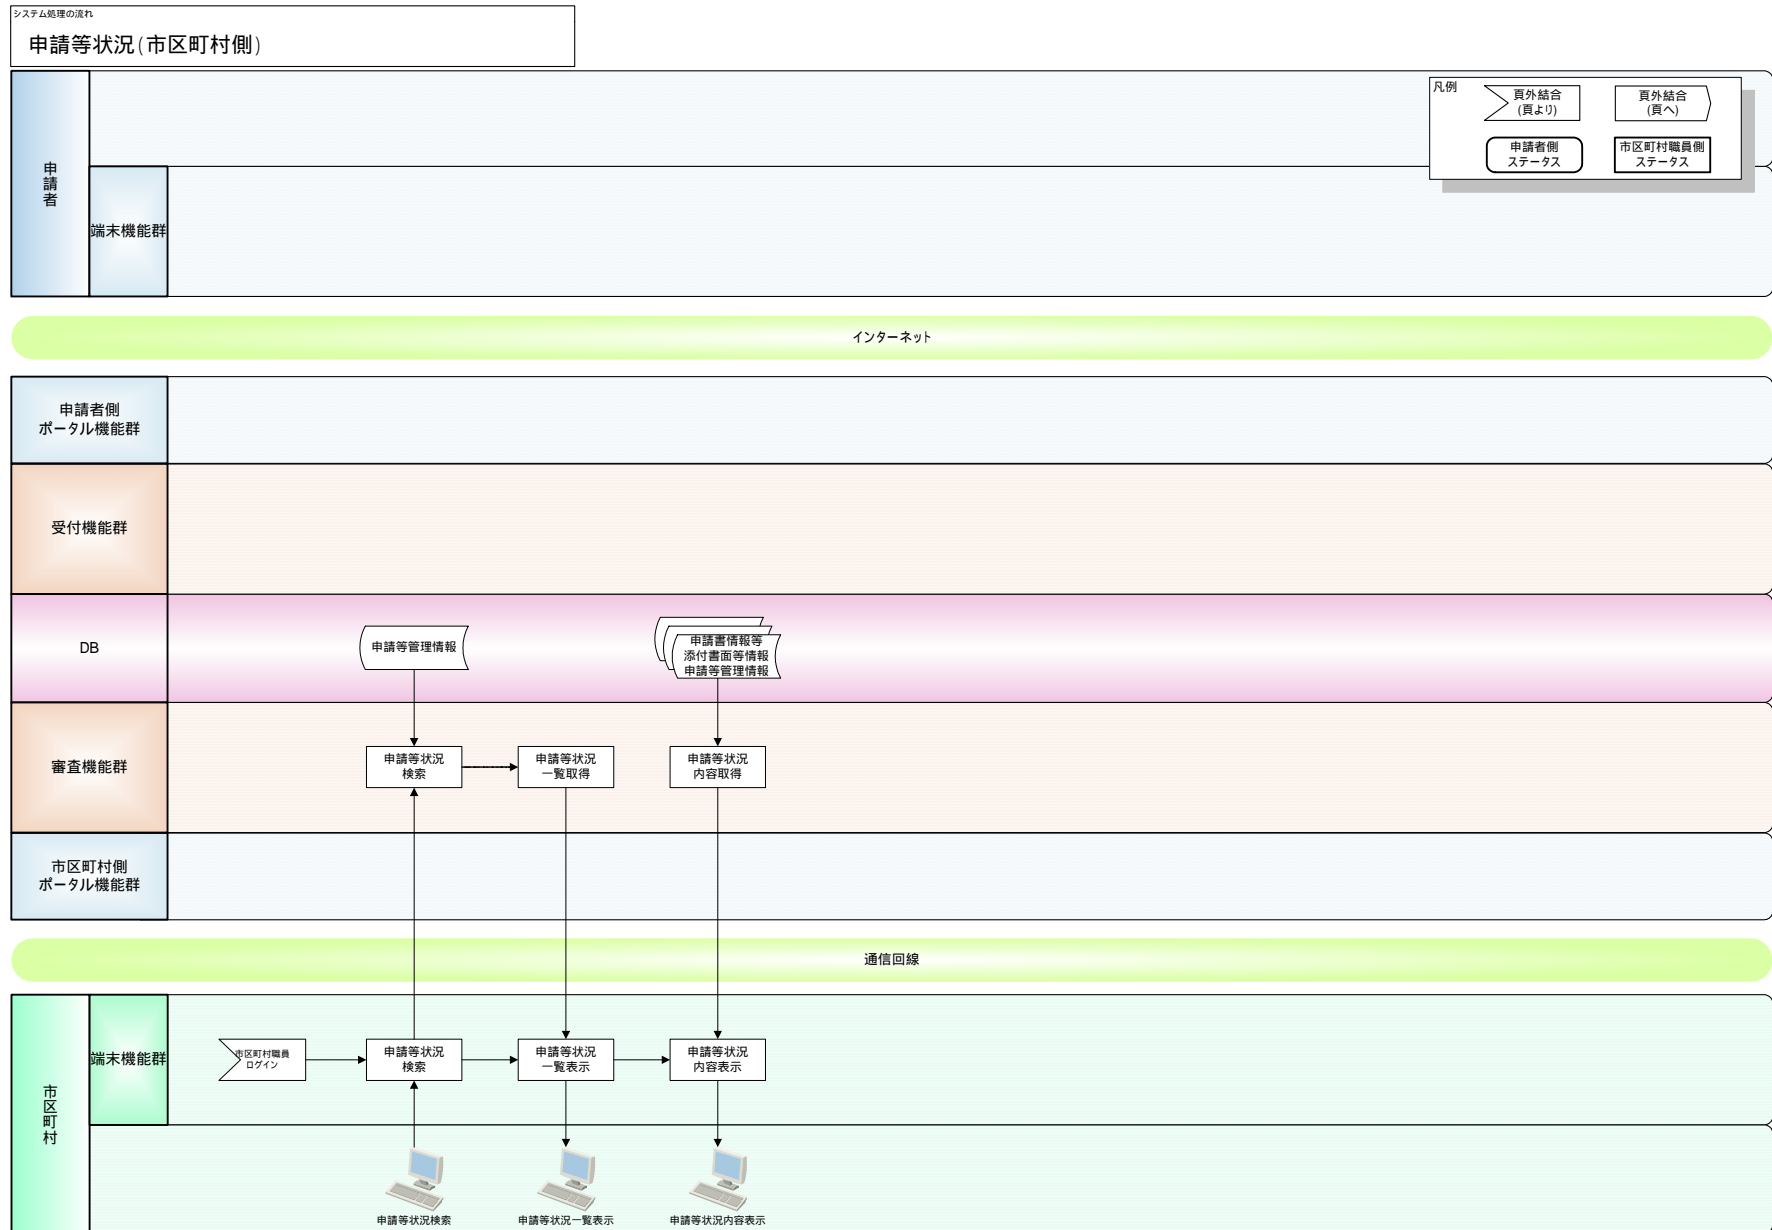 システム処理の流れ
申請等状況(市区町村側)
凡例
頁外結合
(頁より)
頁外結合
(頁へ)
申請者側
ステータス
市区町村職員側
ステータス
申請者
端末機能群
インターネット
申請者側
ポータル機能群
受付機能群
DB
申請等管理情報
申請書情報等
添付書面等情報
申請等管理情報
審査機能群
申請等状況
検索
申請等状況
一覧取得
申請等状況
内容取得
市区町村側
ポータル機能群
通信回線
市区町村
端末機能群
市区町村職員
ログイン
申請等状況
検索
申請等状況
一覧表示
申請等状況
内容表示
申請等状況検索
申請等状況一覧表示
申請等状況内容表示